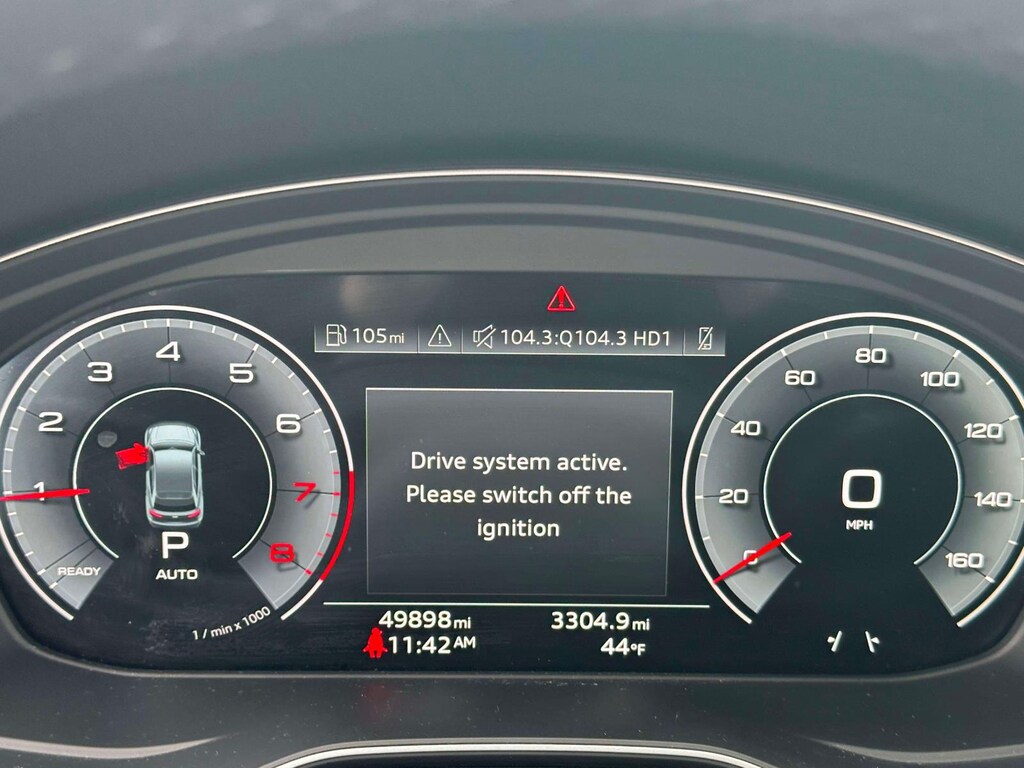 105mi
104.3:Q104.3 HD1
1
2
3
4
5
6
7
8
READY
P
AUTO
1 / min x 1000
Drive system active.
Please switch off the
ignition
0
20
40
60
80
100
120
140
160
0
MPH
49898mi
3304.9mi
11:42AM
44°F